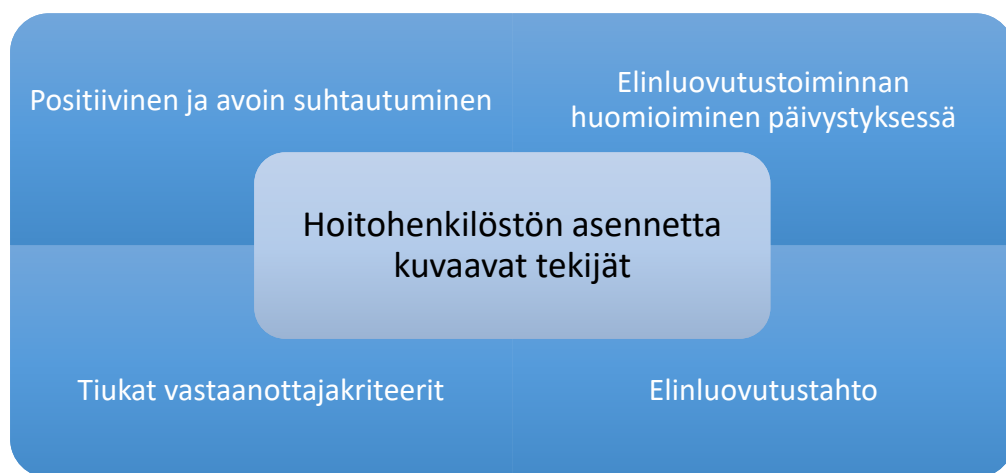 Positiivinen ja avoin suhtautuminen
Elinluovutustoiminnan
huomioiminen päivystyksessä
Hoitohenkilöstön asennetta
kuvaavat tekijät
Tiukat vastaanottajakriteerit
Elinluovutustahto